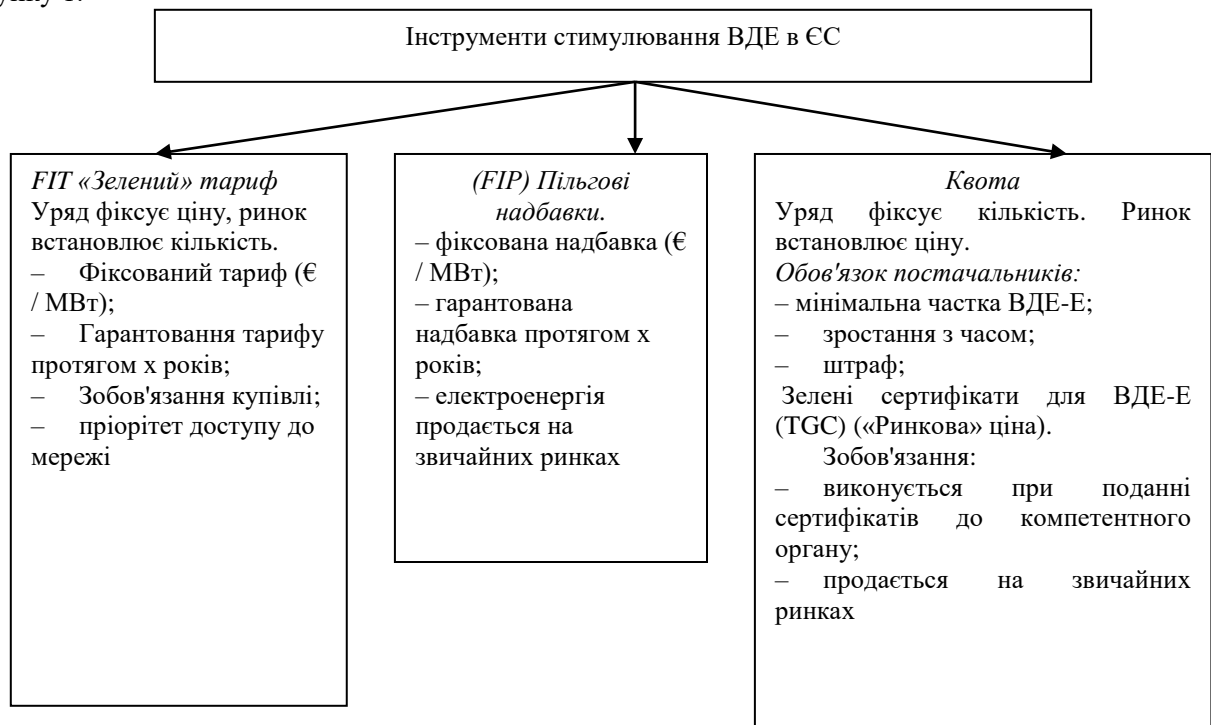 унку 1.
Інструменти стимулювання ВДЕ в ЄС
FIT «Зелений» тариф
Уряд фіксує ціну, ринок
встановлює кількість.
– Фіксований тариф (€
/ МВт);
– Гарантовання тарифу
протягом х років;
– Зобов'язання купівлі;
– пріорітет доступу до
мережі
(FIP) Пільгові
надбавки.
– фіксована надбавка (€
/ МВт);
– гарантована
надбавка протягом х
років;
– електроенергія
продається на
звичайних ринках
Квота
Уряд фіксує кількість. Ринок
встановлює ціну.
Обов'язок постачальників:
– мінімальна частка ВДЕ-Е;
– зростання з часом;
– штраф;
Зелені сертифікати для ВДЕ-Е
(TGC) («Ринкова» ціна).
Зобов'язання:
– виконується при поданні
сертифікатів до компетентного
органу;
– продається на звичайних
ринках